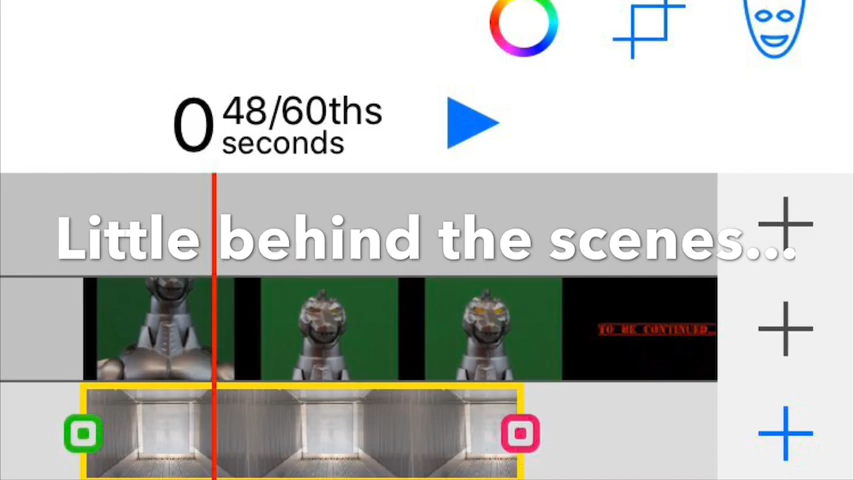 0 48/60ths
seconds
Little behind the scenes...
TO BE CONTINUED...